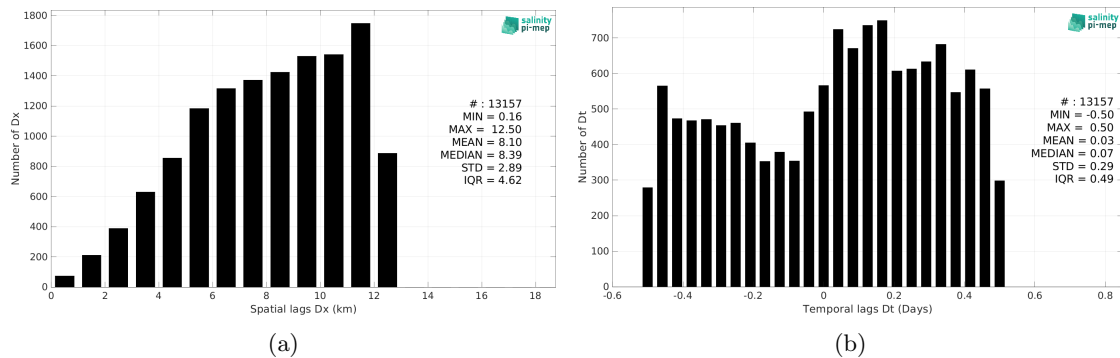 1800
1600
1400
1200
1000
800
600
400
200
0
Number of Dx
0 2 4 6 8 10 12 14 16 18
Spatial lags Dx (km)
salinity
pi-mep
# : 13157
MIN = 0.16
MAX = 12.50
MEAN = 8.10
MEDIAN = 8.39
STD = 2.89
IQR = 4.62
(a)
700
600
500
400
300
200
100
0
Number of Dt
-0.6 -0.4 -0.2 0 0.2 0.4 0.6 0.8
Temporal lags Dt (Days)
salinity
pi-mep
# : 13157
MIN = -0.50
MAX = 0.50
MEAN = 0.03
MEDIAN = 0.07
STD = 0.29
IQR = 0.49
(b)